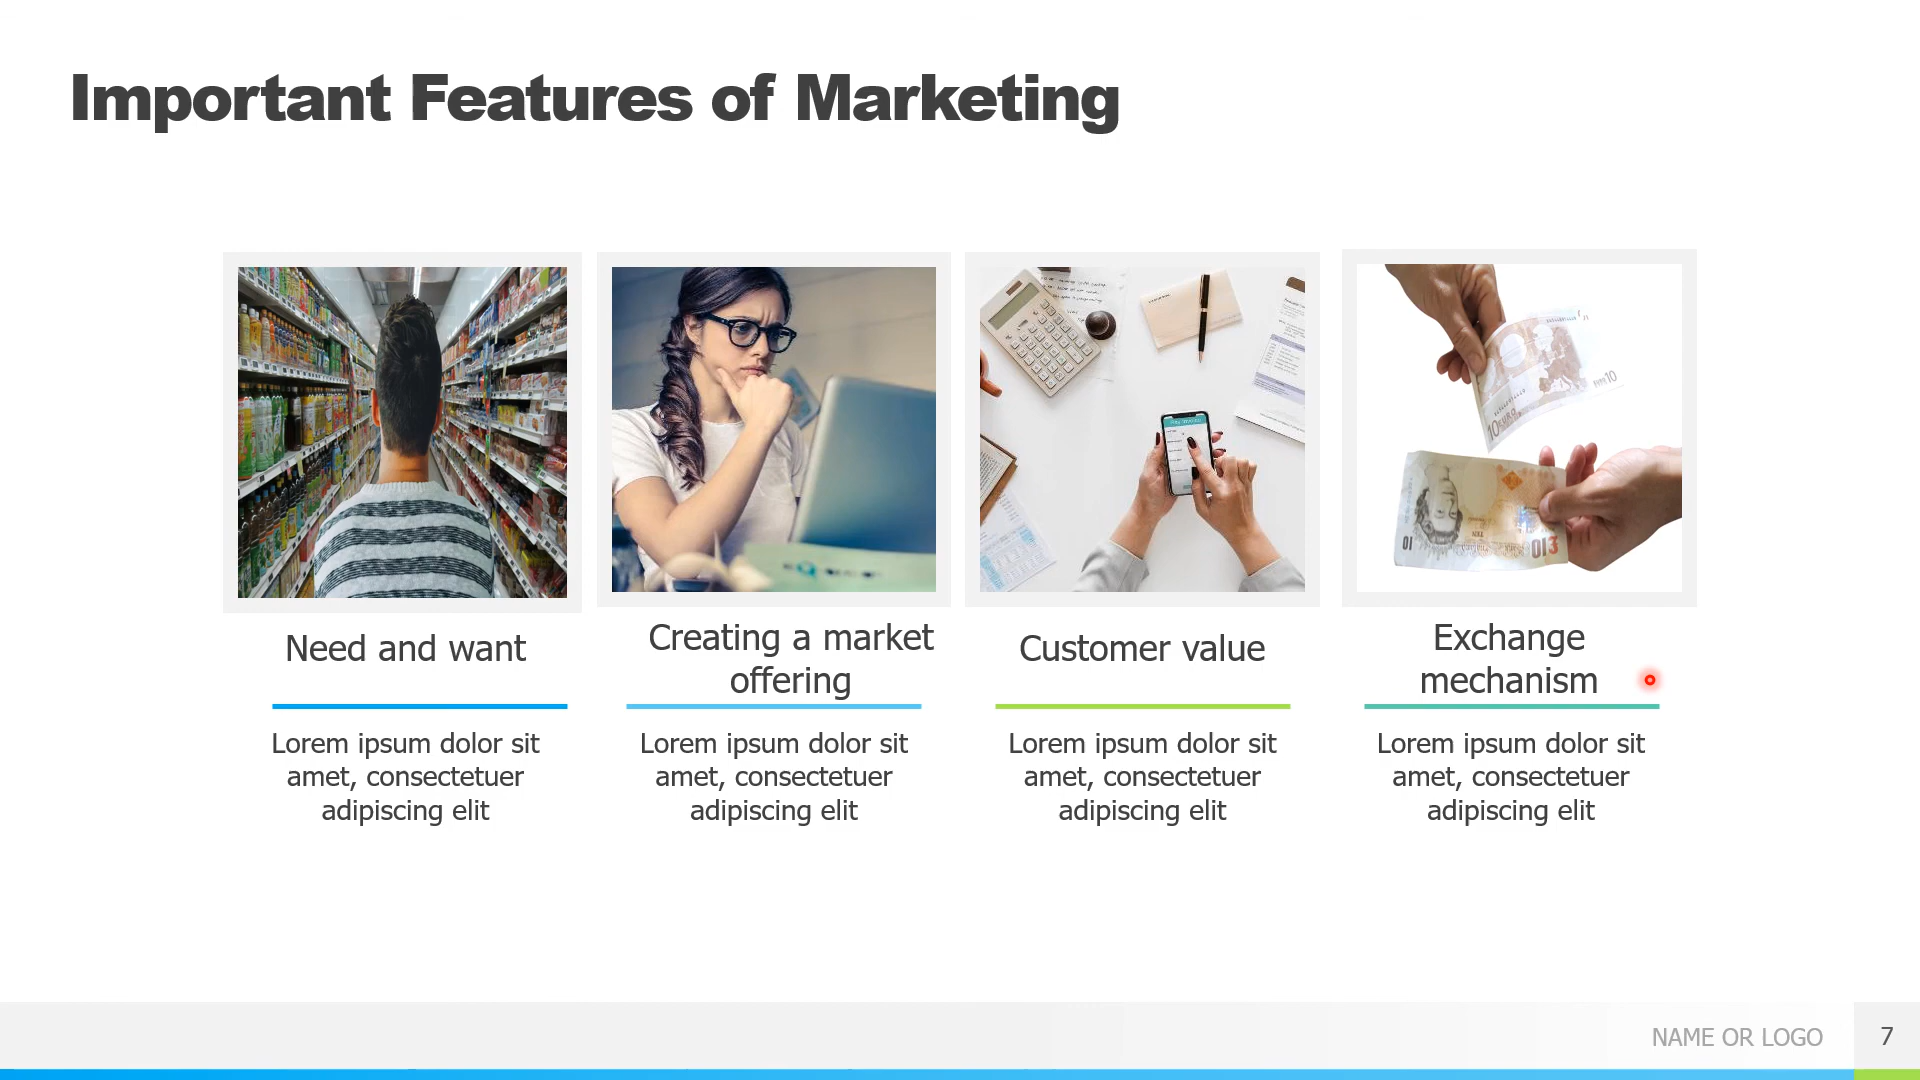 Important Features of Marketing
Need and want
Creating a market
offering
Customer value
Exchange
mechanism
Lorem ipsum dolor sit
amet, consectetuer
adipiscing elit
Lorem ipsum dolor sit
amet, consectetuer
adipiscing elit
Lorem ipsum dolor sit
amet, consectetuer
adipiscing elit
Lorem ipsum dolor sit
amet, consectetuer
adipiscing elit
NAME OR LOGO
7